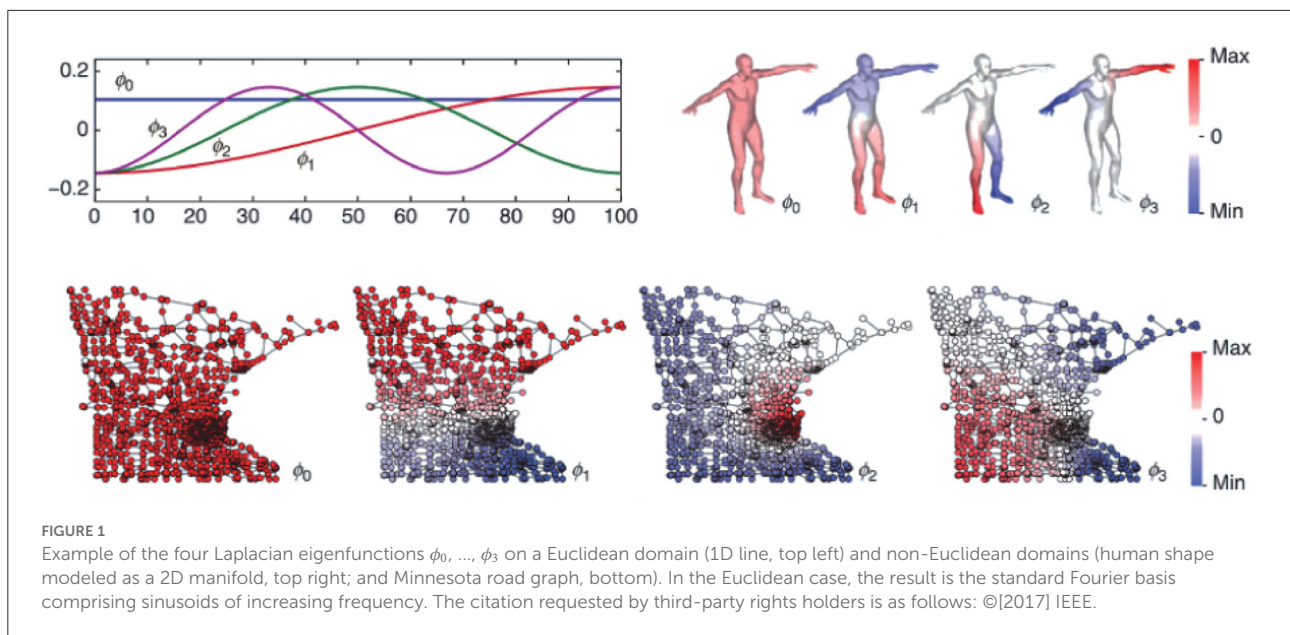 0.2
0
−0.2
ϕ0
ϕ3
ϕ2
ϕ1
0 10 20 30 40 50 60 70 80 90 100
ϕ0 ϕ1 ϕ2 ϕ3
Max
0
Min
ϕ0 ϕ1 ϕ2 ϕ3
Max
0
Min
FIGURE 1
Example of the four Laplacian eigenfunctions ϕ0, ..., ϕ3 on a Euclidean domain (1D line, top left) and non-Euclidean domains (human shape
modeled as a 2D manifold, top right; and Minnesota road graph, bottom). In the Euclidean case, the result is the standard Fourier basis
comprising sinusoids of increasing frequency. The citation requested by third-party rights holders is as follows: ©[2017] IEEE.